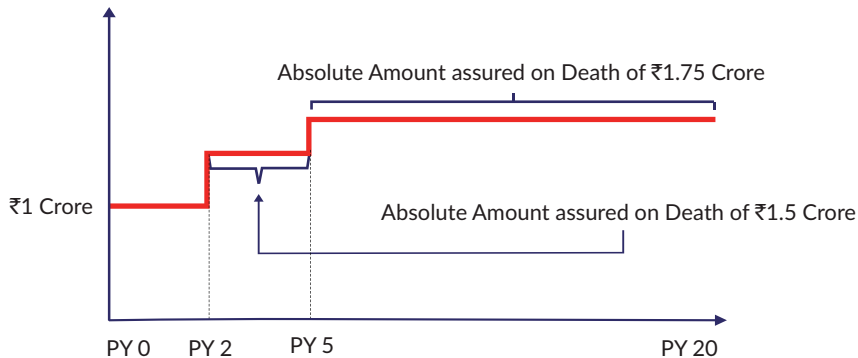 Absolute Amount assured on Death of ₹1.75 Crore
₹1 Crore
Absolute Amount assured on Death of ₹1.5 Crore
PY 0
PY 2
PY 5
PY 20